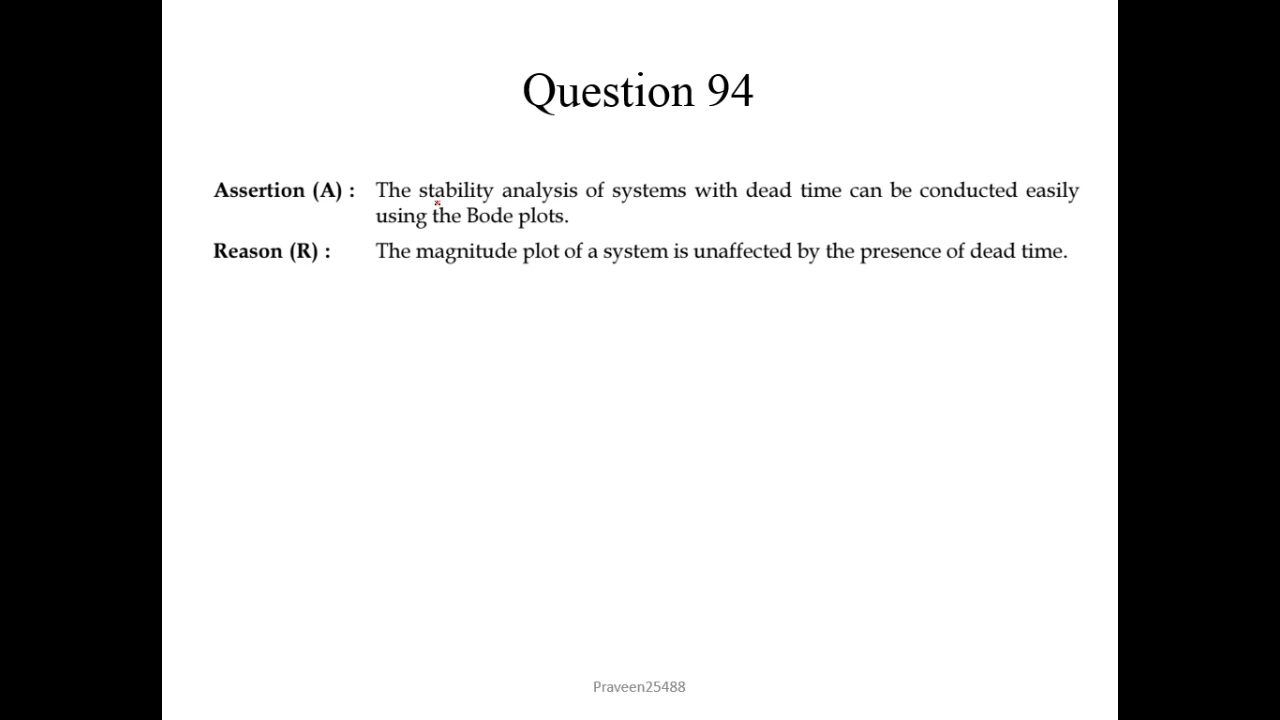 Question 94
Assertion (A) : The stability analysis of systems with dead time can be conducted easily
using the Bode plots.
Reason (R) : The magnitude plot of a system is unaffected by the presence of dead time.
Praveen25488